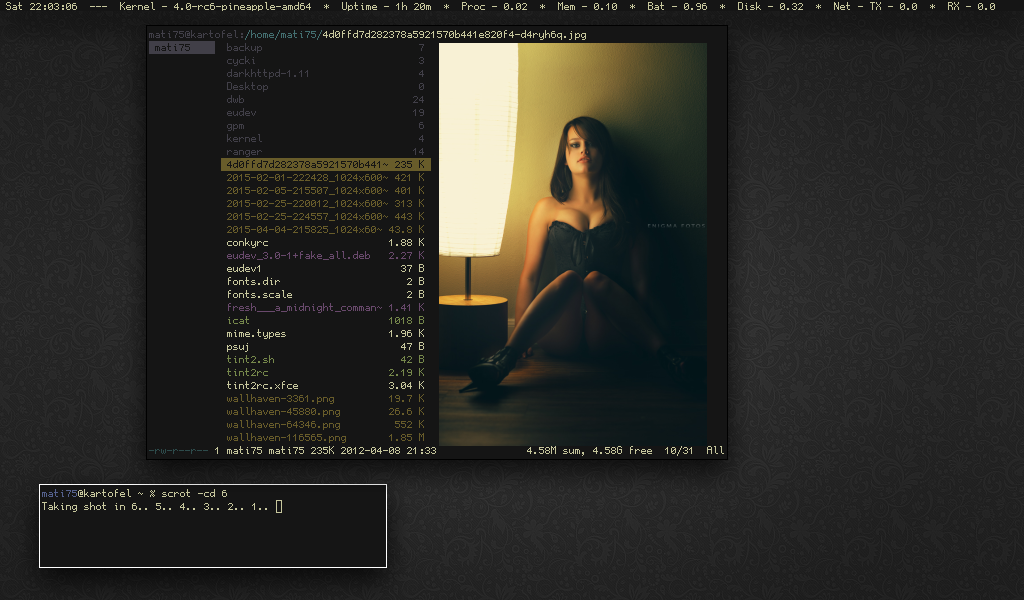 Sat 22:03:06 --- Kernel - 4.0-rc6-pineapple-amd64 * Uptime - 1h 20m * Proc - 0.02 * Mem - 0.10 * Bat - 0.96 * Disk - 0.32 * Net - TX - 0.0 * RX - 0.0
mati75@kartofel:/home/mati75/4d0ffd7d282378a5921570b441e820f4-d4ryh6q.jpg
mati75 backup 7
cycki 3
darkhttpd-1.11 4
Desktop 0
dwb 24
eudev 19
gpm 6
kernel 4
ranger 14
4d0ffd7d282378a5921570b441~ 235 K
2015-02-01-222428_1024x600~ 421 K
2015-02-05-215507_1024x600~ 401 K
2015-02-25-220012_1024x600~ 313 K
2015-02-25-224557_1024x600~ 443 K
2015-04-04-215825_1024x60~ 43.8 K
ENIGMA FOTOS
conkyrc 1.88 K
eudev_3.0-1+fake_all.deb 2.27 K
eudev1 37 B
fonts.dir 2 B
fonts.scale 2 B
fresh___a_midnight_comman~ 1.41 K
icat 1018 B
mime.types 1.96 K
psuj 47 B
tint2.sh 42 B
tint2rc 2.19 K
tint2rc.xfce 3.04 K
wallhaven-3361.png 19.7 K
wallhaven-45880.png 26.6 K
wallhaven-64346.png 552 K
wallhaven-116565.png 1.85 M
-rw-r--r-- 1 mati75 mati75 235K 2012-04-08 21:33 4.58M sum, 4.58G free 10/31 All
mati75@kartofel ~ % scrot -cd 6
Taking shot in 6.. 5.. 4.. 3.. 2.. 1..